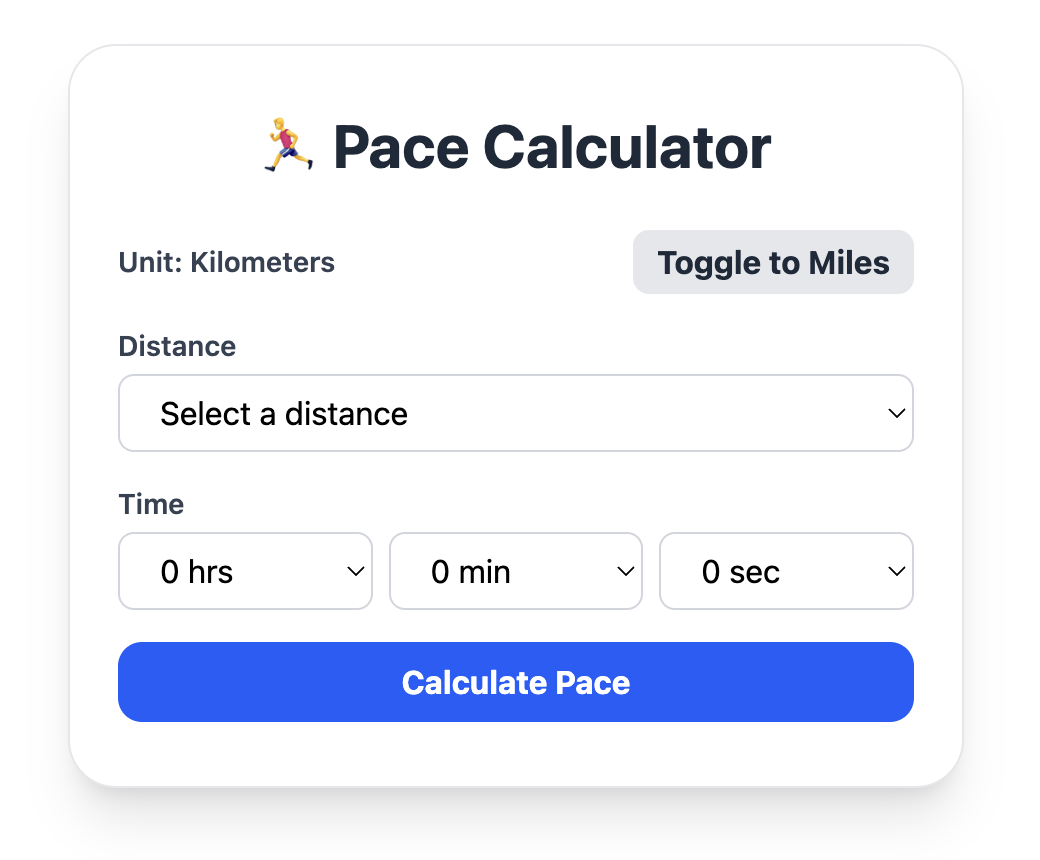 🏃 Pace Calculator
Unit: Kilometers
Toggle to Miles
Distance
Select a distance
Time
0 hrs
0 min
0 sec
Calculate Pace